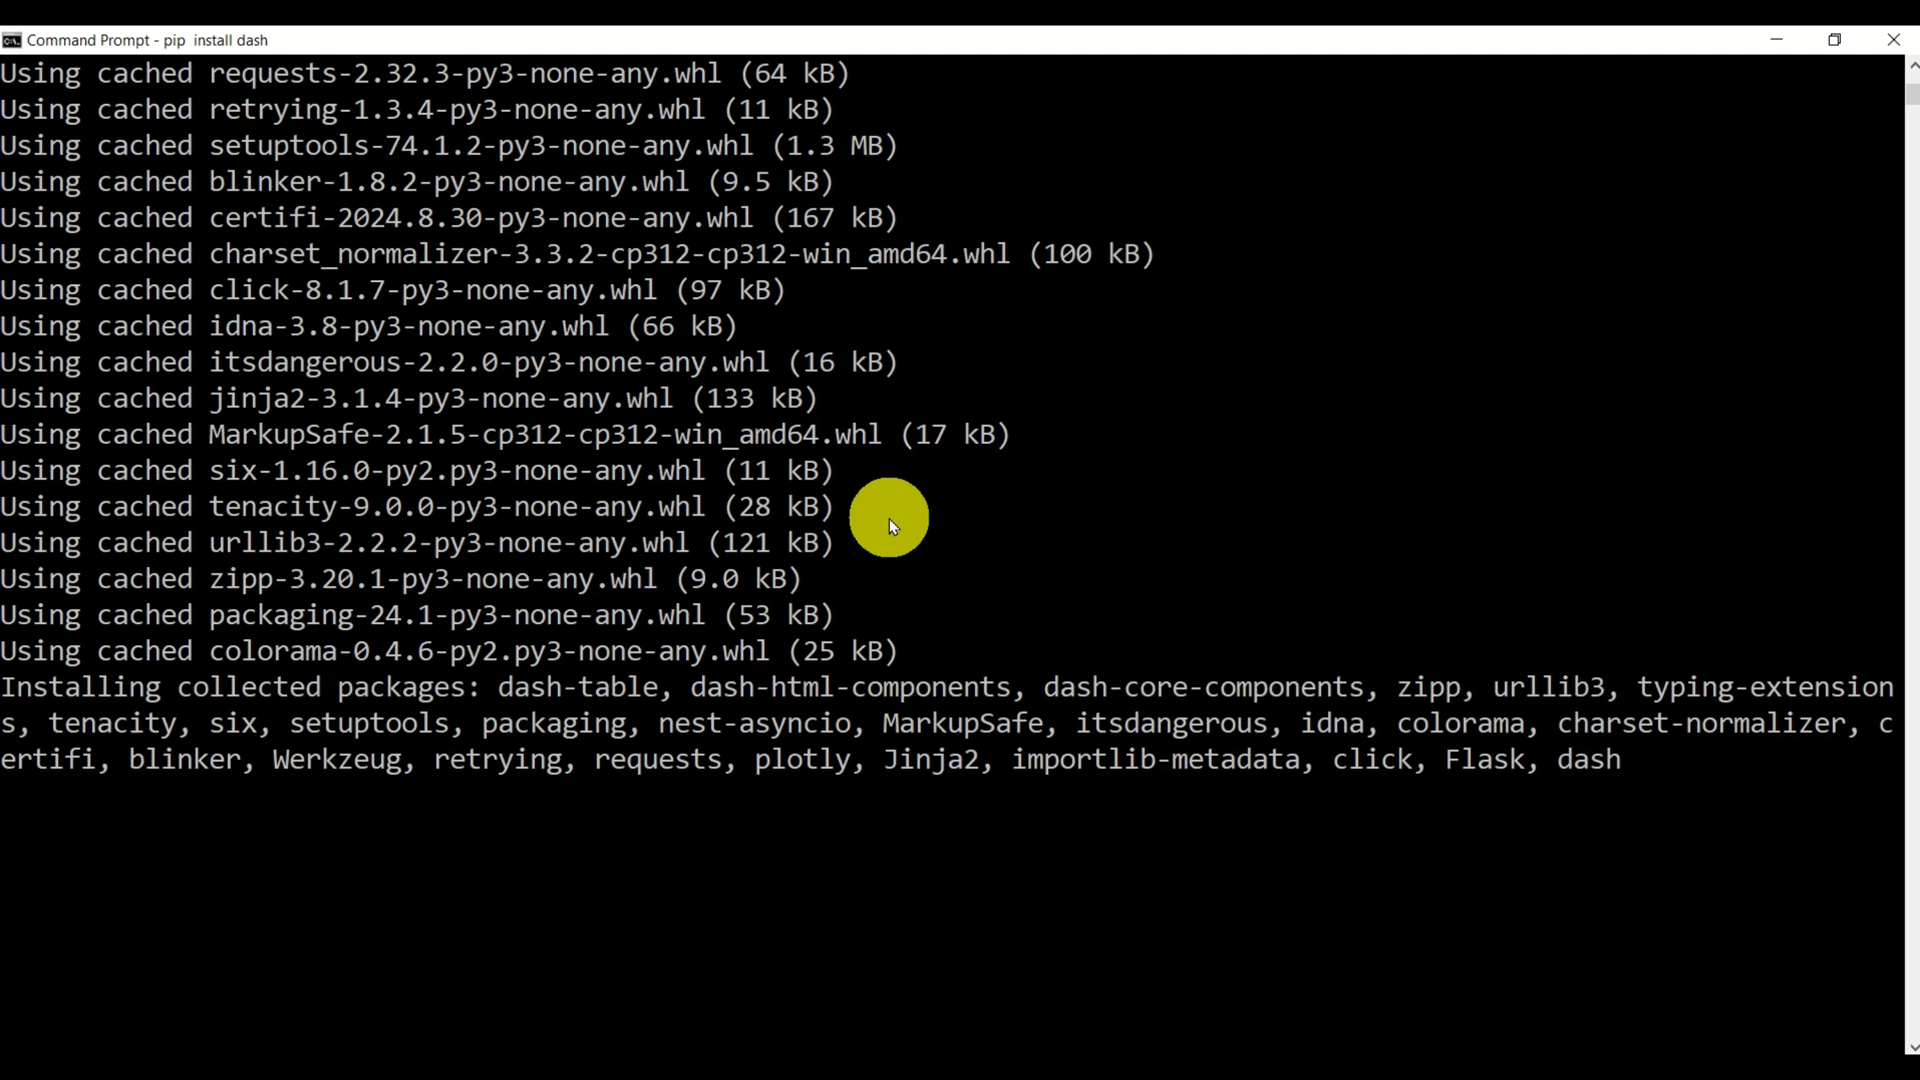 Command Prompt - pip  install dash
Using cached requests-2.32.3-py3-none-any.whl (64 kB)
Using cached retrying-1.3.4-py3-none-any.whl (11 kB)
Using cached setuptools-74.1.2-py3-none-any.whl (1.3 MB)
Using cached blinker-1.8.2-py3-none-any.whl (9.5 kB)
Using cached certifi-2024.8.30-py3-none-any.whl (167 kB)
Using cached charset_normalizer-3.3.2-cp312-cp312-win_amd64.whl (100 kB)
Using cached click-8.1.7-py3-none-any.whl (97 kB)
Using cached idna-3.8-py3-none-any.whl (66 kB)
Using cached itsdangerous-2.2.0-py3-none-any.whl (16 kB)
Using cached jinja2-3.1.4-py3-none-any.whl (133 kB)
Using cached MarkupSafe-2.1.5-cp312-cp312-win_amd64.whl (17 kB)
Using cached six-1.16.0-py2.py3-none-any.whl (11 kB)
Using cached tenacity-9.0.0-py3-none-any.whl (28 kB)
Using cached urllib3-2.2.2-py3-none-any.whl (121 kB)
Using cached zipp-3.20.1-py3-none-any.whl (9.0 kB)
Using cached packaging-24.1-py3-none-any.whl (53 kB)
Using cached colorama-0.4.6-py2.py3-none-any.whl (25 kB)
Installing collected packages: dash-table, dash-html-components, dash-core-components, zipp, urllib3, typing-extension
s, tenacity, six, setuptools, packaging, nest-asyncio, MarkupSafe, itsdangerous, idna, colorama, charset-normalizer, c
ertifi, blinker, Werkzeug, retrying, requests, plotly, Jinja2, importlib-metadata, click, Flask, dash